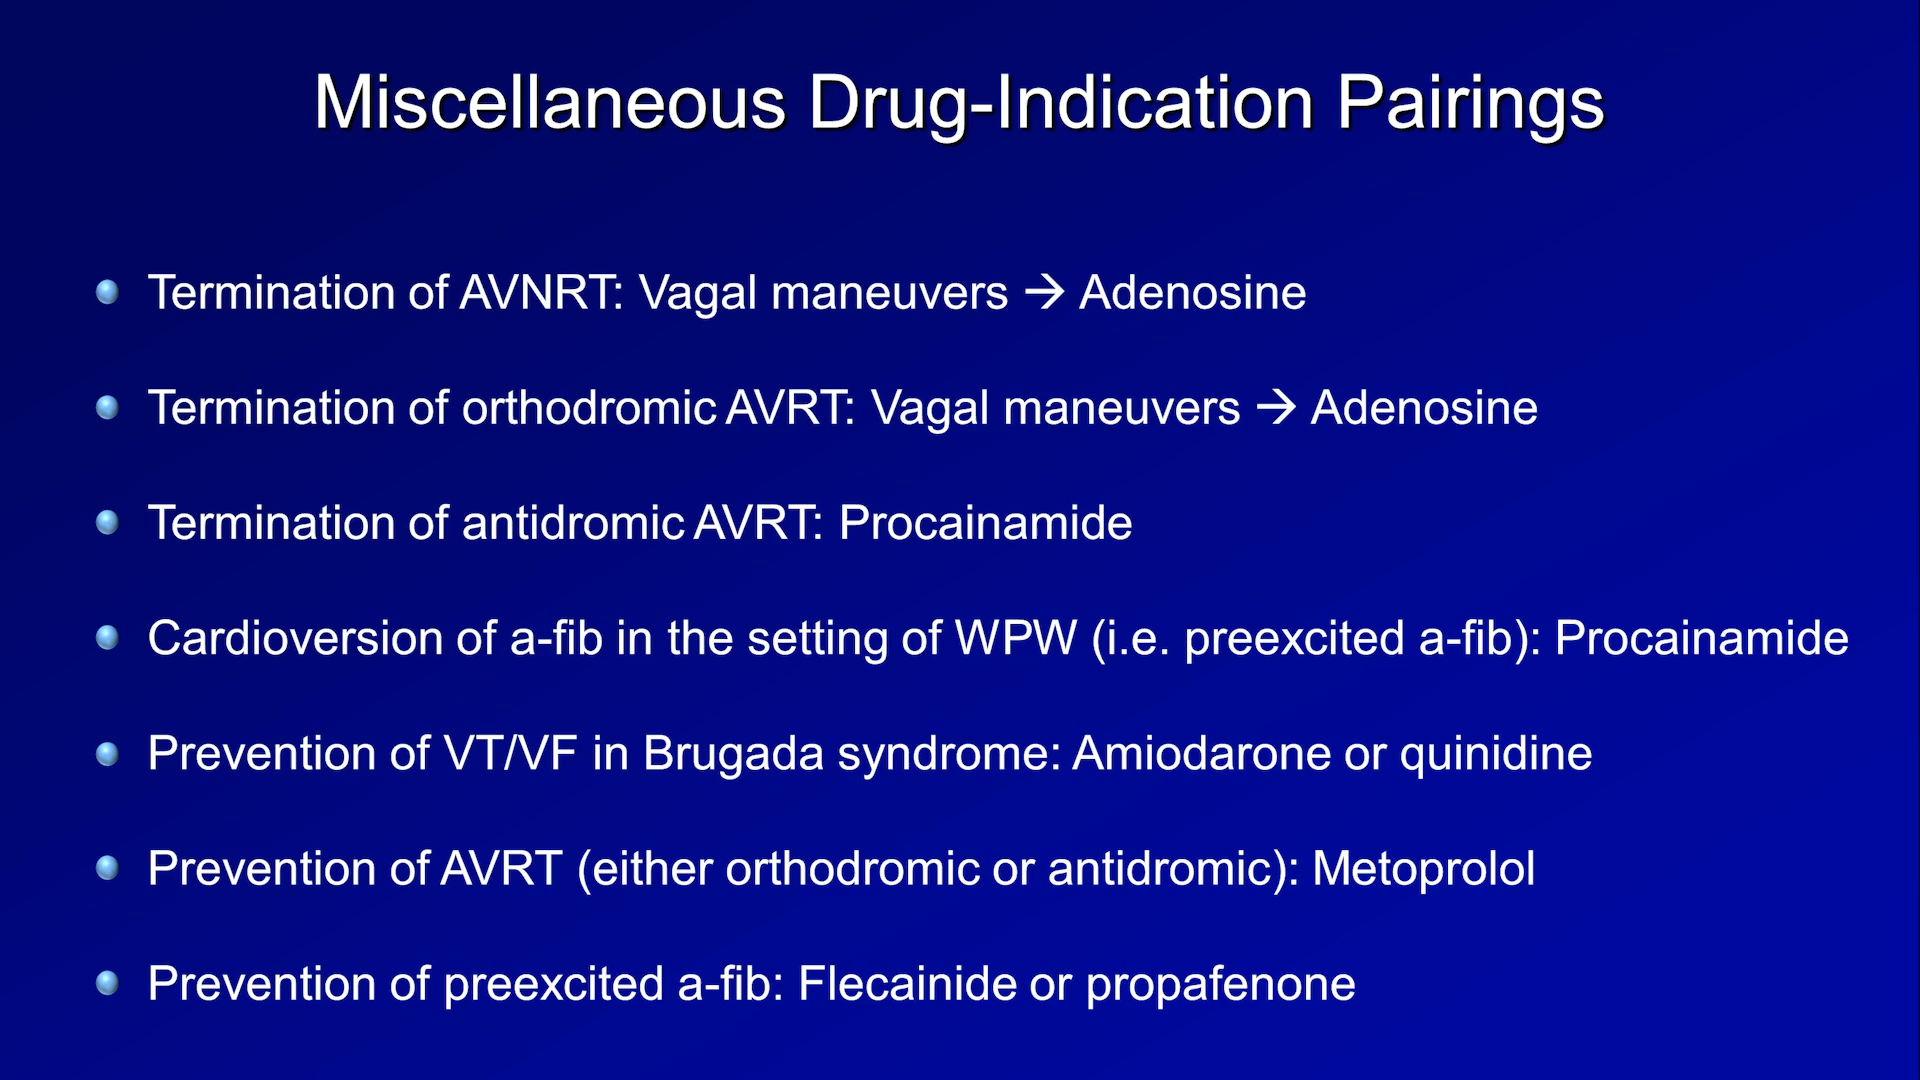 Miscellaneous Drug-Indication Pairings
Termination of AVNRT: Vagal maneuvers → Adenosine
Termination of orthodromic AVRT: Vagal maneuvers → Adenosine
Termination of antidromic AVRT: Procainamide
Cardioversion of a-fib in the setting of WPW (i.e. preexcited a-fib): Procainamide
Prevention of VT/VF in Brugada syndrome: Amiodarone or quinidine
Prevention of AVRT (either orthodromic or antidromic): Metoprolol
Prevention of preexcited a-fib: Flecainide or propafenone